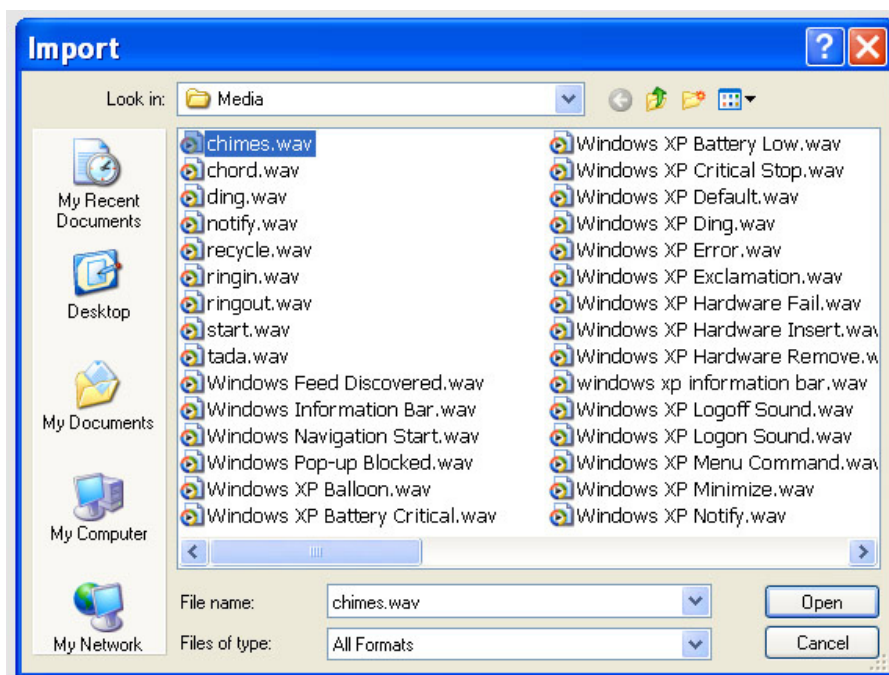 Import
Look in: Media
My Recent
Documents
Desktop
My Documents
My Computer
My Network
chimes.wav
chord.wav
ding.wav
notify.wav
recycle.wav
ringin.wav
ringout.wav
start.wav
tada.wav
Windows Feed Discovered.wav
Windows Information Bar.wav
Windows Navigation Start.wav
Windows Pop-up Blocked.wav
Windows XP Balloon.wav
Windows XP Battery Critical.wav
Windows XP Battery Low.wav
Windows XP Critical Stop.wav
Windows XP Default.wav
Windows XP Ding.wav
Windows XP Error.wav
Windows XP Exclamation.wav
Windows XP Hardware Fail.wav
Windows XP Hardware Insert.wav
Windows XP Hardware Remove.w
windows xp information bar.wav
Windows XP Logoff Sound.wav
Windows XP Logon Sound.wav
Windows XP Menu Command.wav
Windows XP Minimize.wav
Windows XP Notify.wav
File name: chimes.wav Open
Files of type: All Formats Cancel